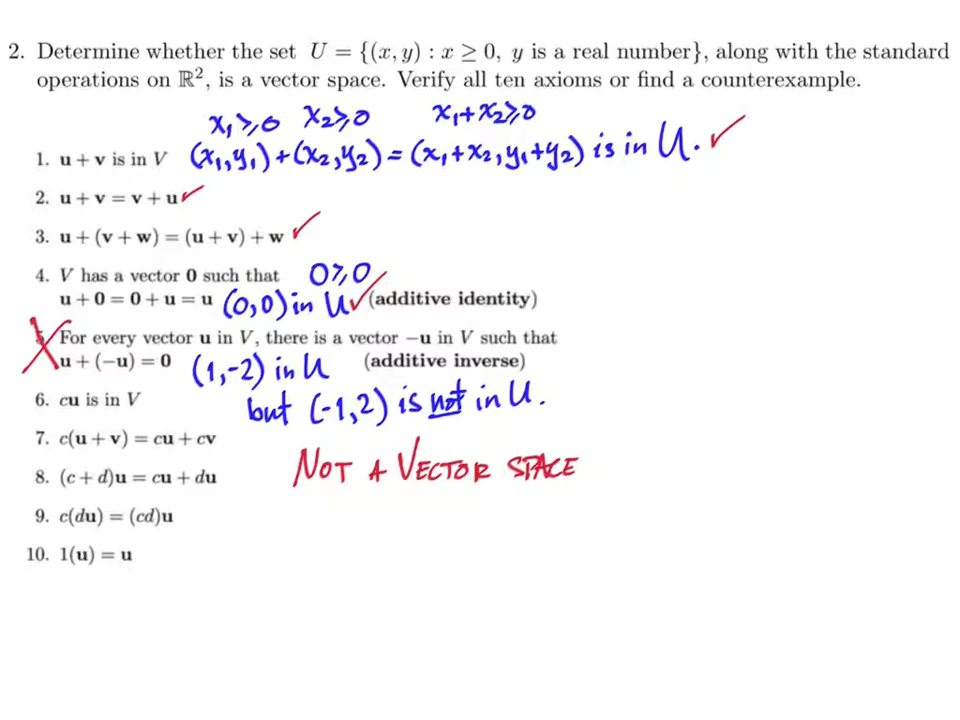 2. Determine whether the set U = {(x, y) : x ≥ 0, y is a real number}, along with the standard
operations on ℝ², is a vector space. Verify all ten axioms or find a counterexample.
x₁≥0 x₂≥0 x₁+x₂≥0
1. u + v is in V (x₁,y₁)+(x₂,y₂)=(x₁+x₂,y₁+y₂) is in U. ✓
2. u + v = v + u ✓
3. u + (v + w) = (u + v) + w ✓
4. V has a vector 0 such that 0≥0
u + 0 = 0 + u = u (0,0) in U ✓ (additive identity)
For every vector u in V, there is a vector −u in V such that
u + (−u) = 0 (1,-2) in U (additive inverse)
6. cu is in V but (-1,2) is not in U.
7. c(u + v) = cu + cv
8. (c + d)u = cu + du NOT A VECTOR SPACE
9. c(du) = (cd)u
10. 1(u) = u